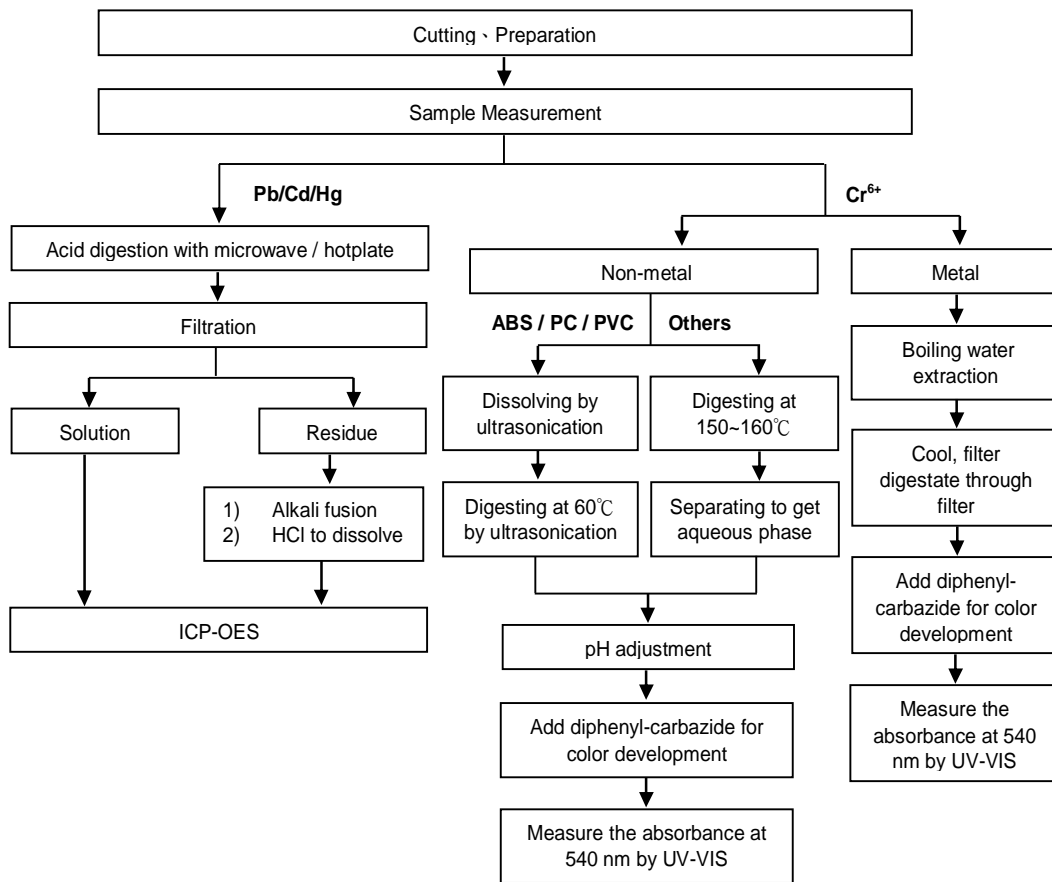 Cutting、Preparation
Sample Measurement
Pb/Cd/Hg
Acid digestion with microwave / hotplate
Filtration
Solution
Residue
1) Alkali fusion
2) HCl to dissolve
ICP-OES
Cr⁶⁺
Non-metal
ABS / PC / PVC
Others
Dissolving by
ultrasonication
Digesting at
150~160℃
Digesting at 60℃
by ultrasonication
Separating to get
aqueous phase
pH adjustment
Add diphenyl-carbazide for
color development
Measure the absorbance at
540 nm by UV-VIS
Metal
Boiling water
extraction
Cool, filter
digestate through
filter
Add diphenyl-
carbazide for color
development
Measure the
absorbance at 540
nm by UV-VIS